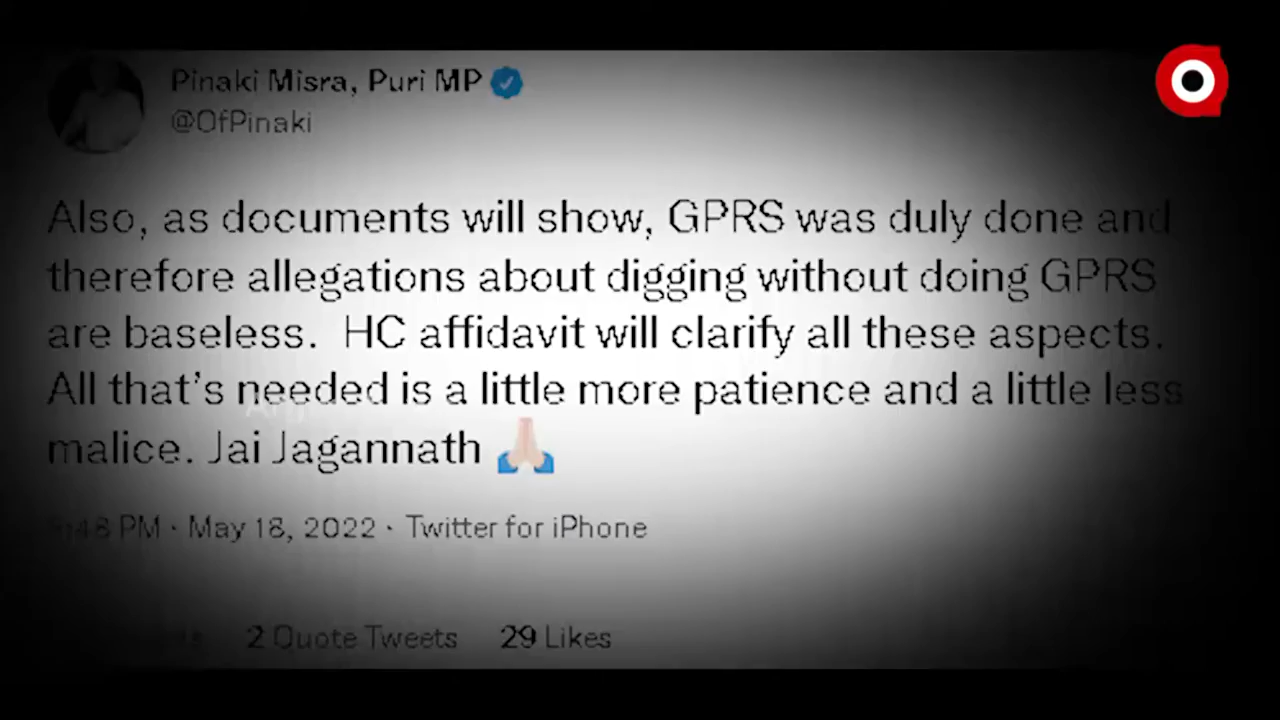 Pinaki Misra, Puri MP
@OfPinaki
Also, as documents will show, GPRS was duly done and
therefore allegations about digging without doing GPRS
are baseless. HC affidavit will clarify all these aspects.
All that's needed is a little more patience and a little less
malice. Jai Jagannath 🙏
PM · May 18, 2022 · Twitter for iPhone
2 Quote Tweets 29 Likes